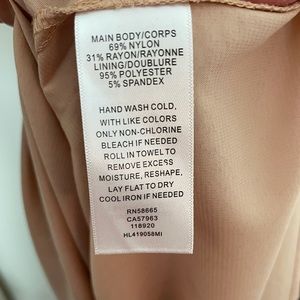 MAIN BODY/CORPS
69% NYLON
31% RAYON/RAYONNE
LINING/DOUBLURE
95% POLYESTER
5% SPANDEX
HAND WASH COLD,
WITH LIKE COLORS
ONLY NON-CHLORINE
BLEACH IF NEEDED
ROLL IN TOWEL TO
REMOVE EXCESS
MOISTURE, RESHAPE,
LAY FLAT TO DRY
COOL IRON IF NEEDED
RN58665
CA57963
118920
HL419058MI